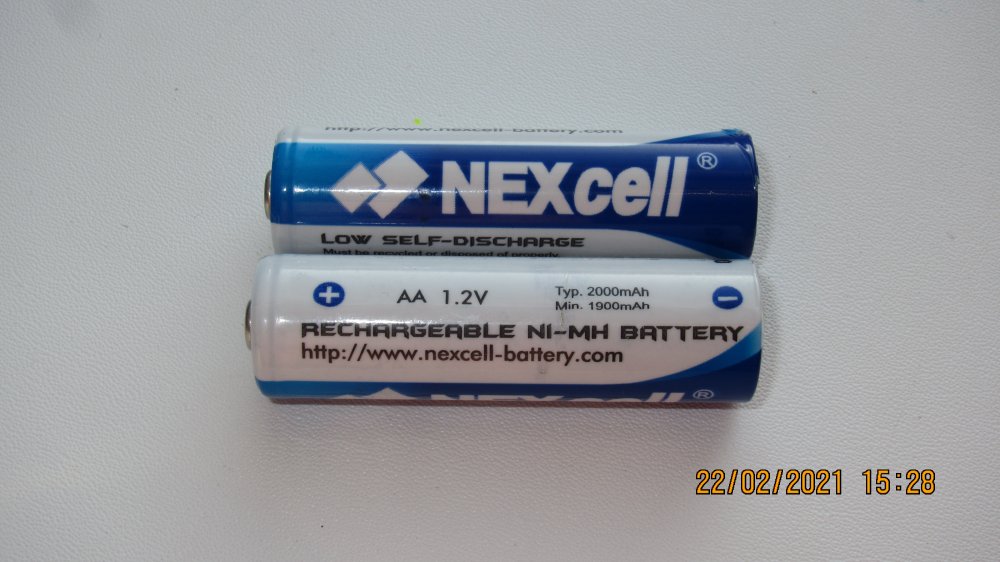 http://www.nexcell-battery.com
NEXcell®
LOW SELF-DISCHARGE
Must be recycled or disposed of properly.
AA 1.2V
Typ. 2000mAh
Min. 1900mAh
RECHARGEABLE NI-MH BATTERY
http://www.nexcell-battery.com
NEXcell®
22/02/2021 15:28